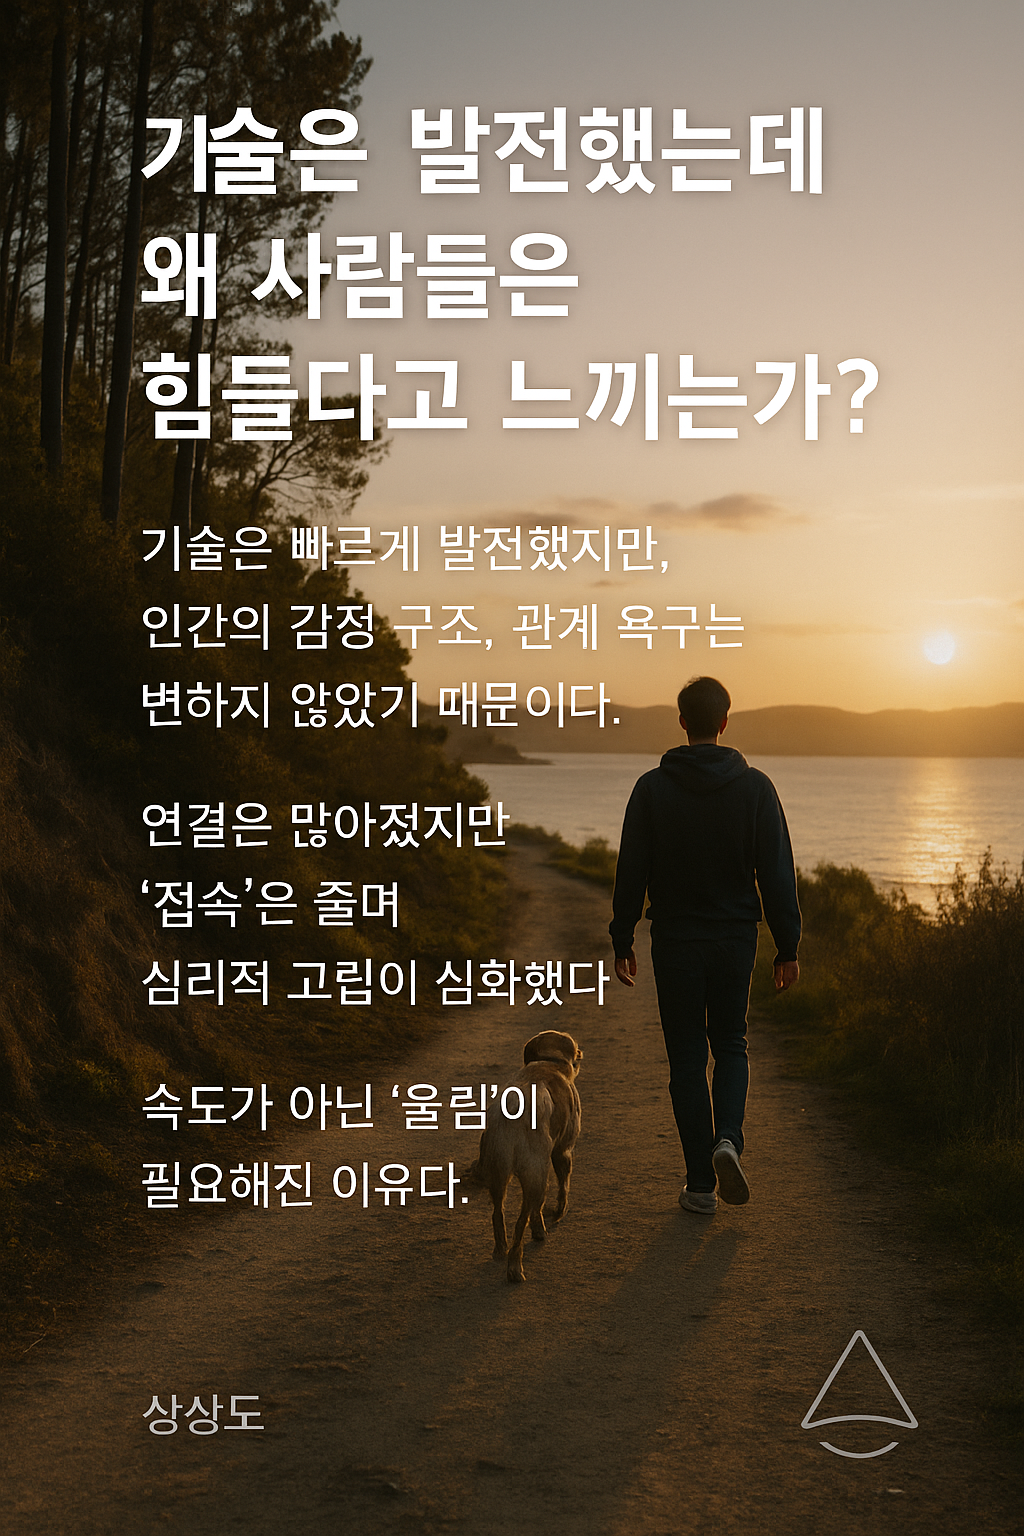 기술은 발전했는데
왜 사람들은
힘들다고 느끼는가?
기술은 빠르게 발전했지만,
인간의 감정 구조, 관계 욕구는
변하지 않았기 때문이다.
연결은 많아졌지만
‘접속’은 줄며
심리적 고립이 심화했다
속도가 아닌 ‘울림’이
필요해진 이유다.
상상도